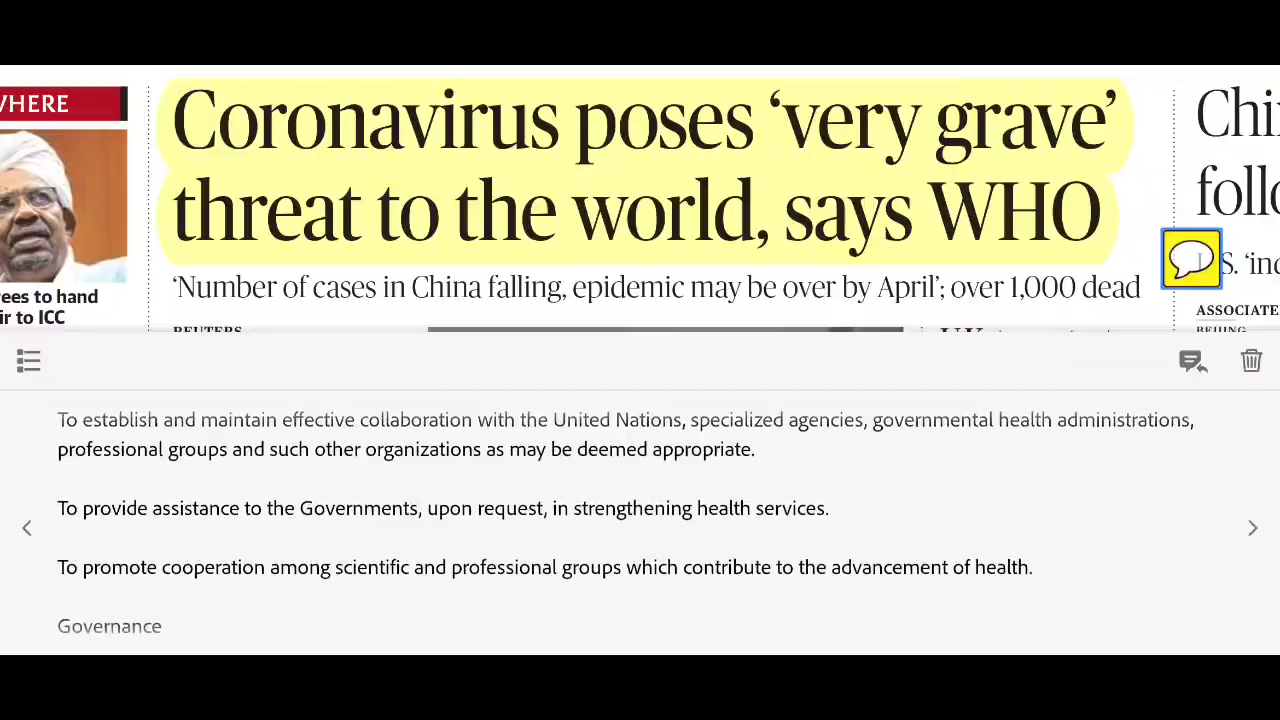 WHERE
ees to hand
ir to ICC
Coronavirus poses ‘very grave’
threat to the world, says WHO
‘Number of cases in China falling, epidemic may be over by April’; over 1,000 dead
REUTERS
Chi
follo
S. ‘ind
ASSOCIATE
BEIJING
To establish and maintain effective collaboration with the United Nations, specialized agencies, governmental health administrations,
professional groups and such other organizations as may be deemed appropriate.
To provide assistance to the Governments, upon request, in strengthening health services.
To promote cooperation among scientific and professional groups which contribute to the advancement of health.
Governance